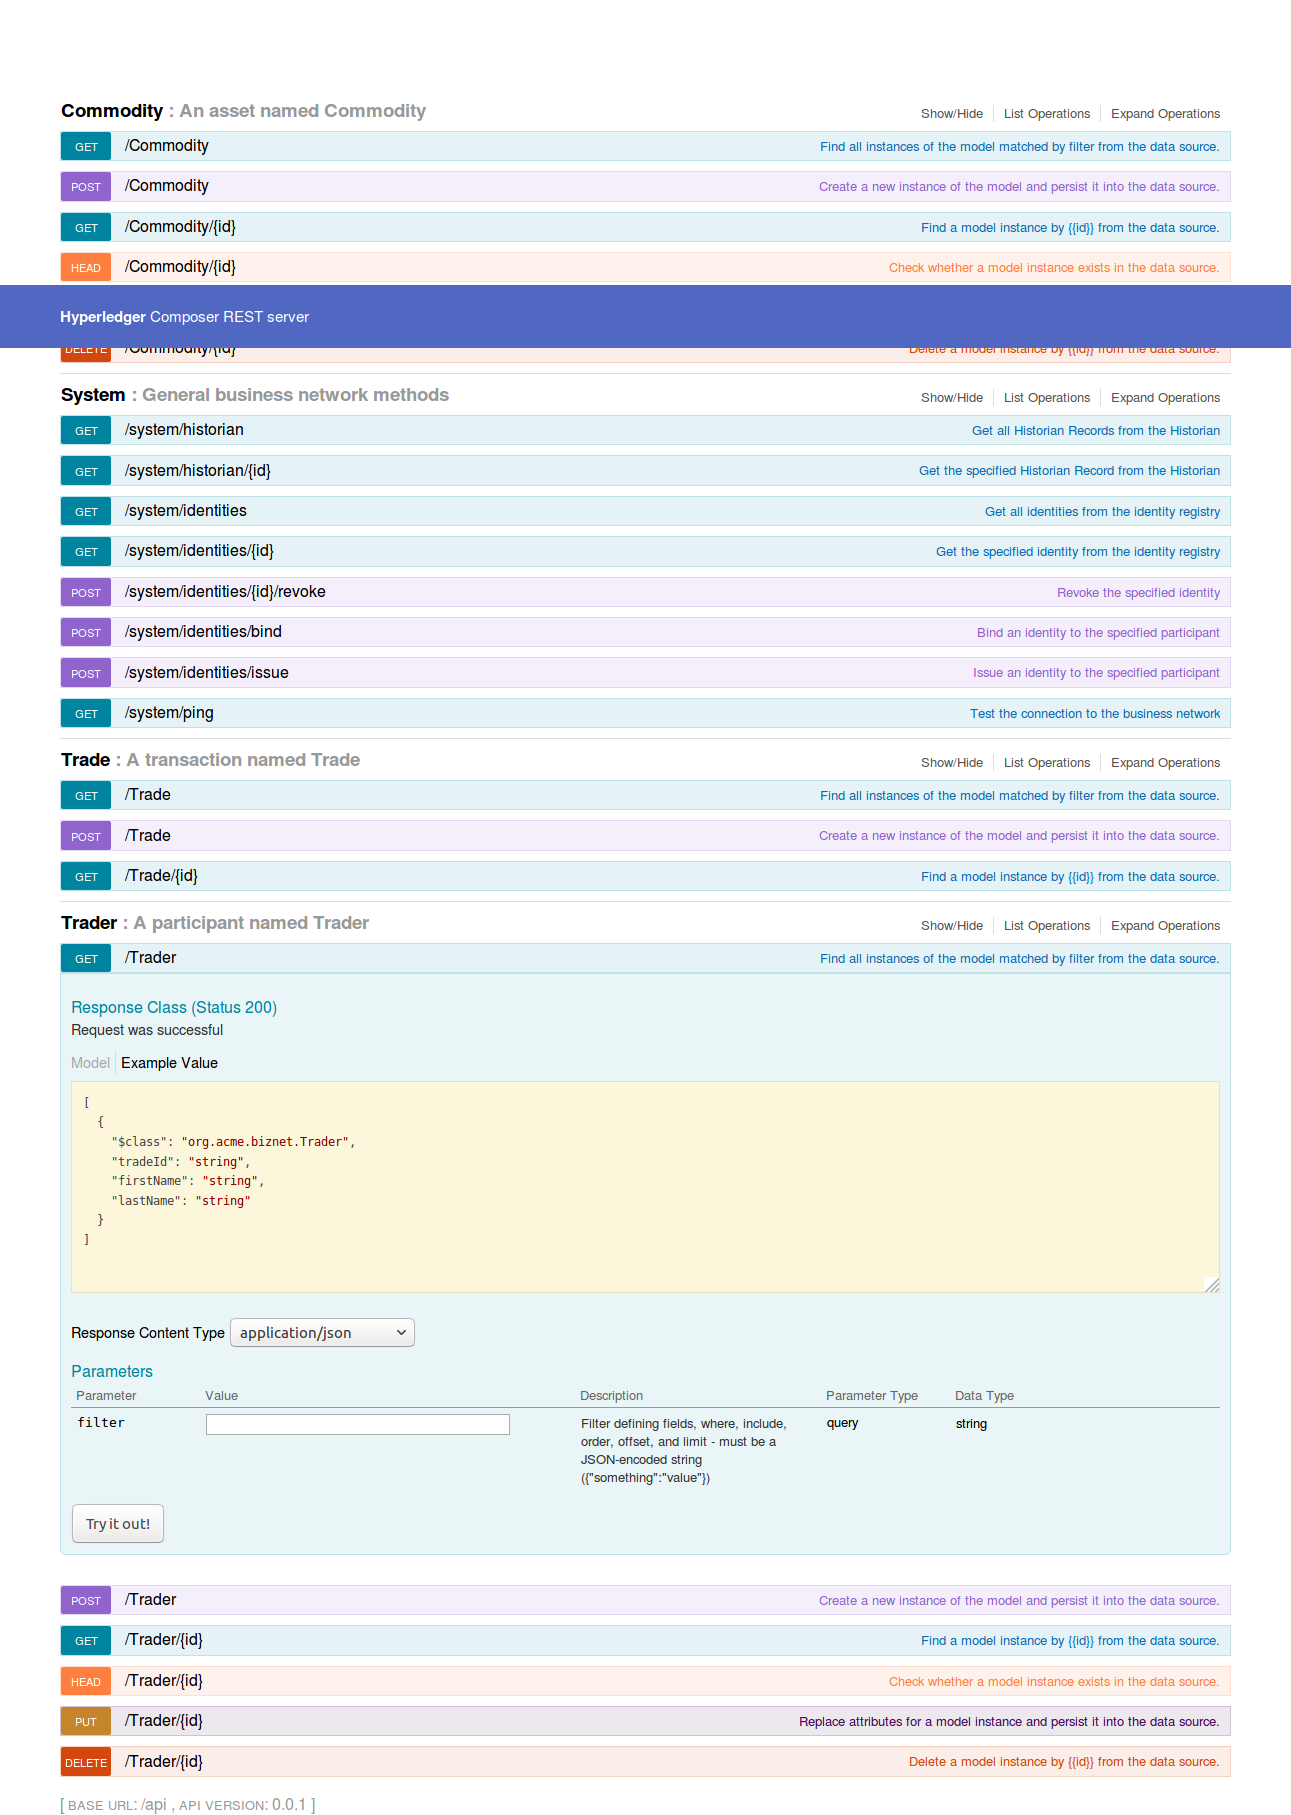 Commodity : An asset named Commodity Show/Hide List Operations Expand Operations
GET /Commodity Find all instances of the model matched by filter from the data source.
POST /Commodity Create a new instance of the model and persist it into the data source.
GET /Commodity/{id} Find a model instance by {{id}} from the data source.
HEAD /Commodity/{id} Check whether a model instance exists in the data source.
Hyperledger Composer REST server
DELETE /Commodity/{id} Delete a model instance by {{id}} from the data source.
System : General business network methods Show/Hide List Operations Expand Operations
GET /system/historian Get all Historian Records from the Historian
GET /system/historian/{id} Get the specified Historian Record from the Historian
GET /system/identities Get all identities from the identity registry
GET /system/identities/{id} Get the specified identity from the identity registry
POST /system/identities/{id}/revoke Revoke the specified identity
POST /system/identities/bind Bind an identity to the specified participant
POST /system/identities/issue Issue an identity to the specified participant
GET /system/ping Test the connection to the business network
Trade : A transaction named Trade Show/Hide List Operations Expand Operations
GET /Trade Find all instances of the model matched by filter from the data source.
POST /Trade Create a new instance of the model and persist it into the data source.
GET /Trade/{id} Find a model instance by {{id}} from the data source.
Trader : A participant named Trader Show/Hide List Operations Expand Operations
GET /Trader Find all instances of the model matched by filter from the data source.
Response Class (Status 200)
Request was successful
Model Example Value
[
{
"$class": "org.acme.biznet.Trader",
"tradeId": "string",
"firstName": "string",
"lastName": "string"
}
]
Response Content Type application/json
Parameters
Parameter Value Description Parameter Type Data Type
filter Filter defining fields, where, include, query string
order, offset, and limit - must be a
JSON-encoded string
({"something":"value"})
Try it out!
POST /Trader Create a new instance of the model and persist it into the data source.
GET /Trader/{id} Find a model instance by {{id}} from the data source.
HEAD /Trader/{id} Check whether a model instance exists in the data source.
PUT /Trader/{id} Replace attributes for a model instance and persist it into the data source.
DELETE /Trader/{id} Delete a model instance by {{id}} from the data source.
[ BASE URL: /api , API VERSION: 0.0.1 ]